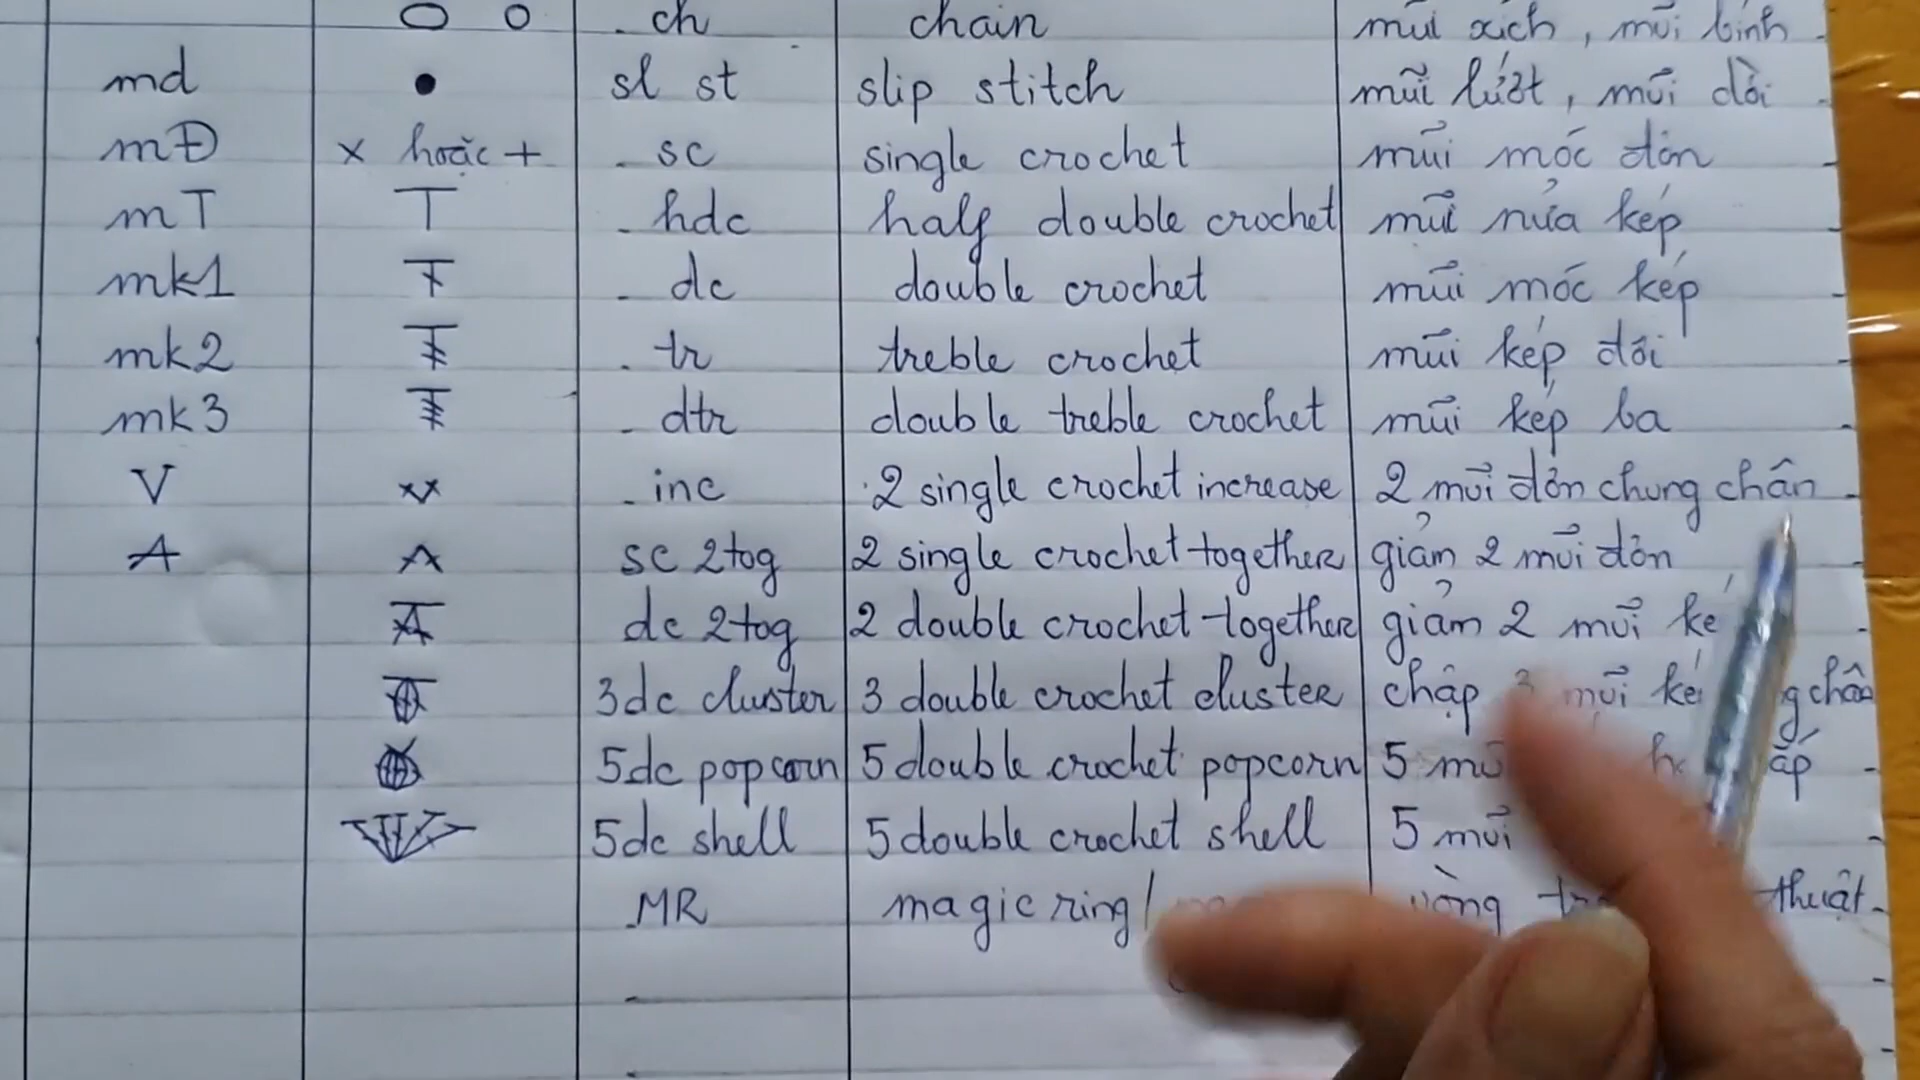 ch chain mũi xích, mũi bính
md sl st slip stitch mũi lướt, mũi dời
mĐ x hoặc + sc single crochet mũi móc đơn
mT T hdc half double crochet mũi nửa kép
mk1 dc double crochet mũi móc kép
mk2 tr treble crochet mũi kép đôi
mk3 dtr double treble crochet mũi kép ba
V inc 2 single crochet increase 2 mũi đơn chung chân
A sc 2tog 2 single crochet together giảm 2 mũi đơn
dc 2tog 2 double crochet together giảm 2 mũi
3dc cluster 3 double crochet cluster chập 3 mũi
5dc popcorn 5 double crochet popcorn 5
5dc shell 5 double crochet shell 5 mũi
MR magic ring/ vòng thuật